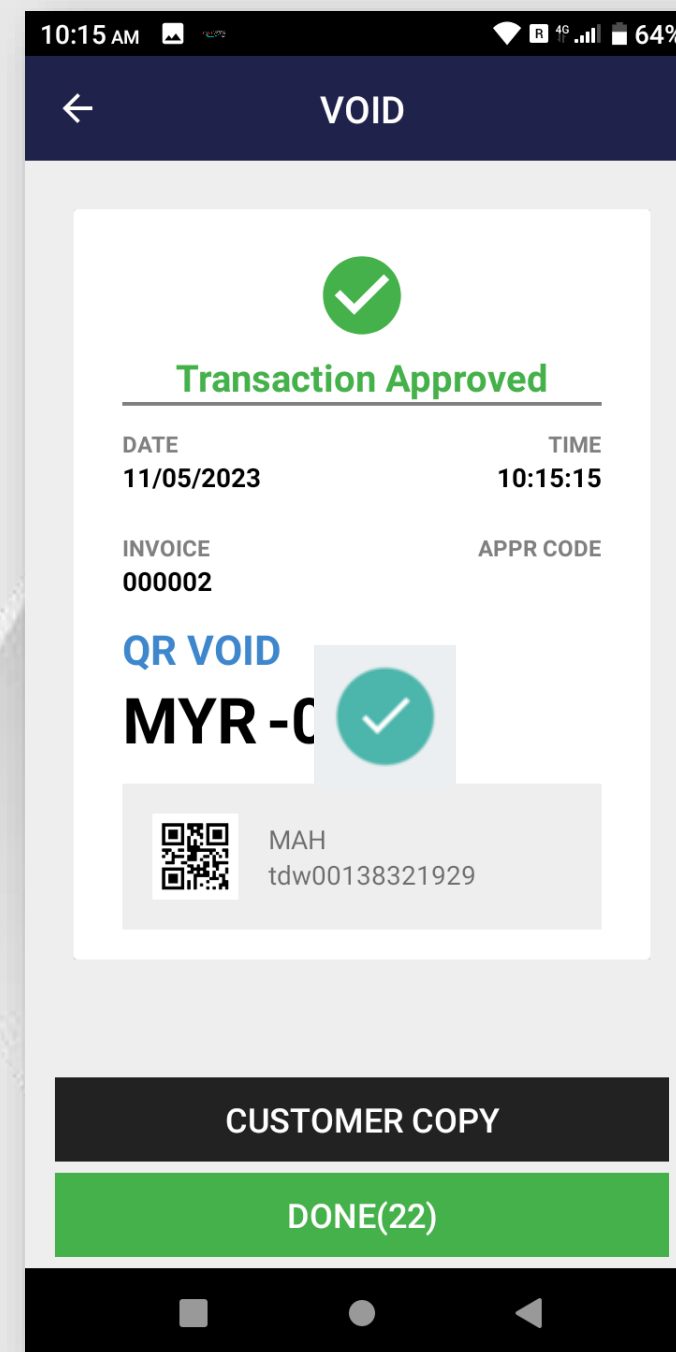 10:15 AM R 4G 64%
VOID
Transaction Approved
DATE TIME
11/05/2023 10:15:15
INVOICE APPR CODE
000002
QR VOID
MYR
MAH
tdw00138321929
CUSTOMER COPY
DONE(22)